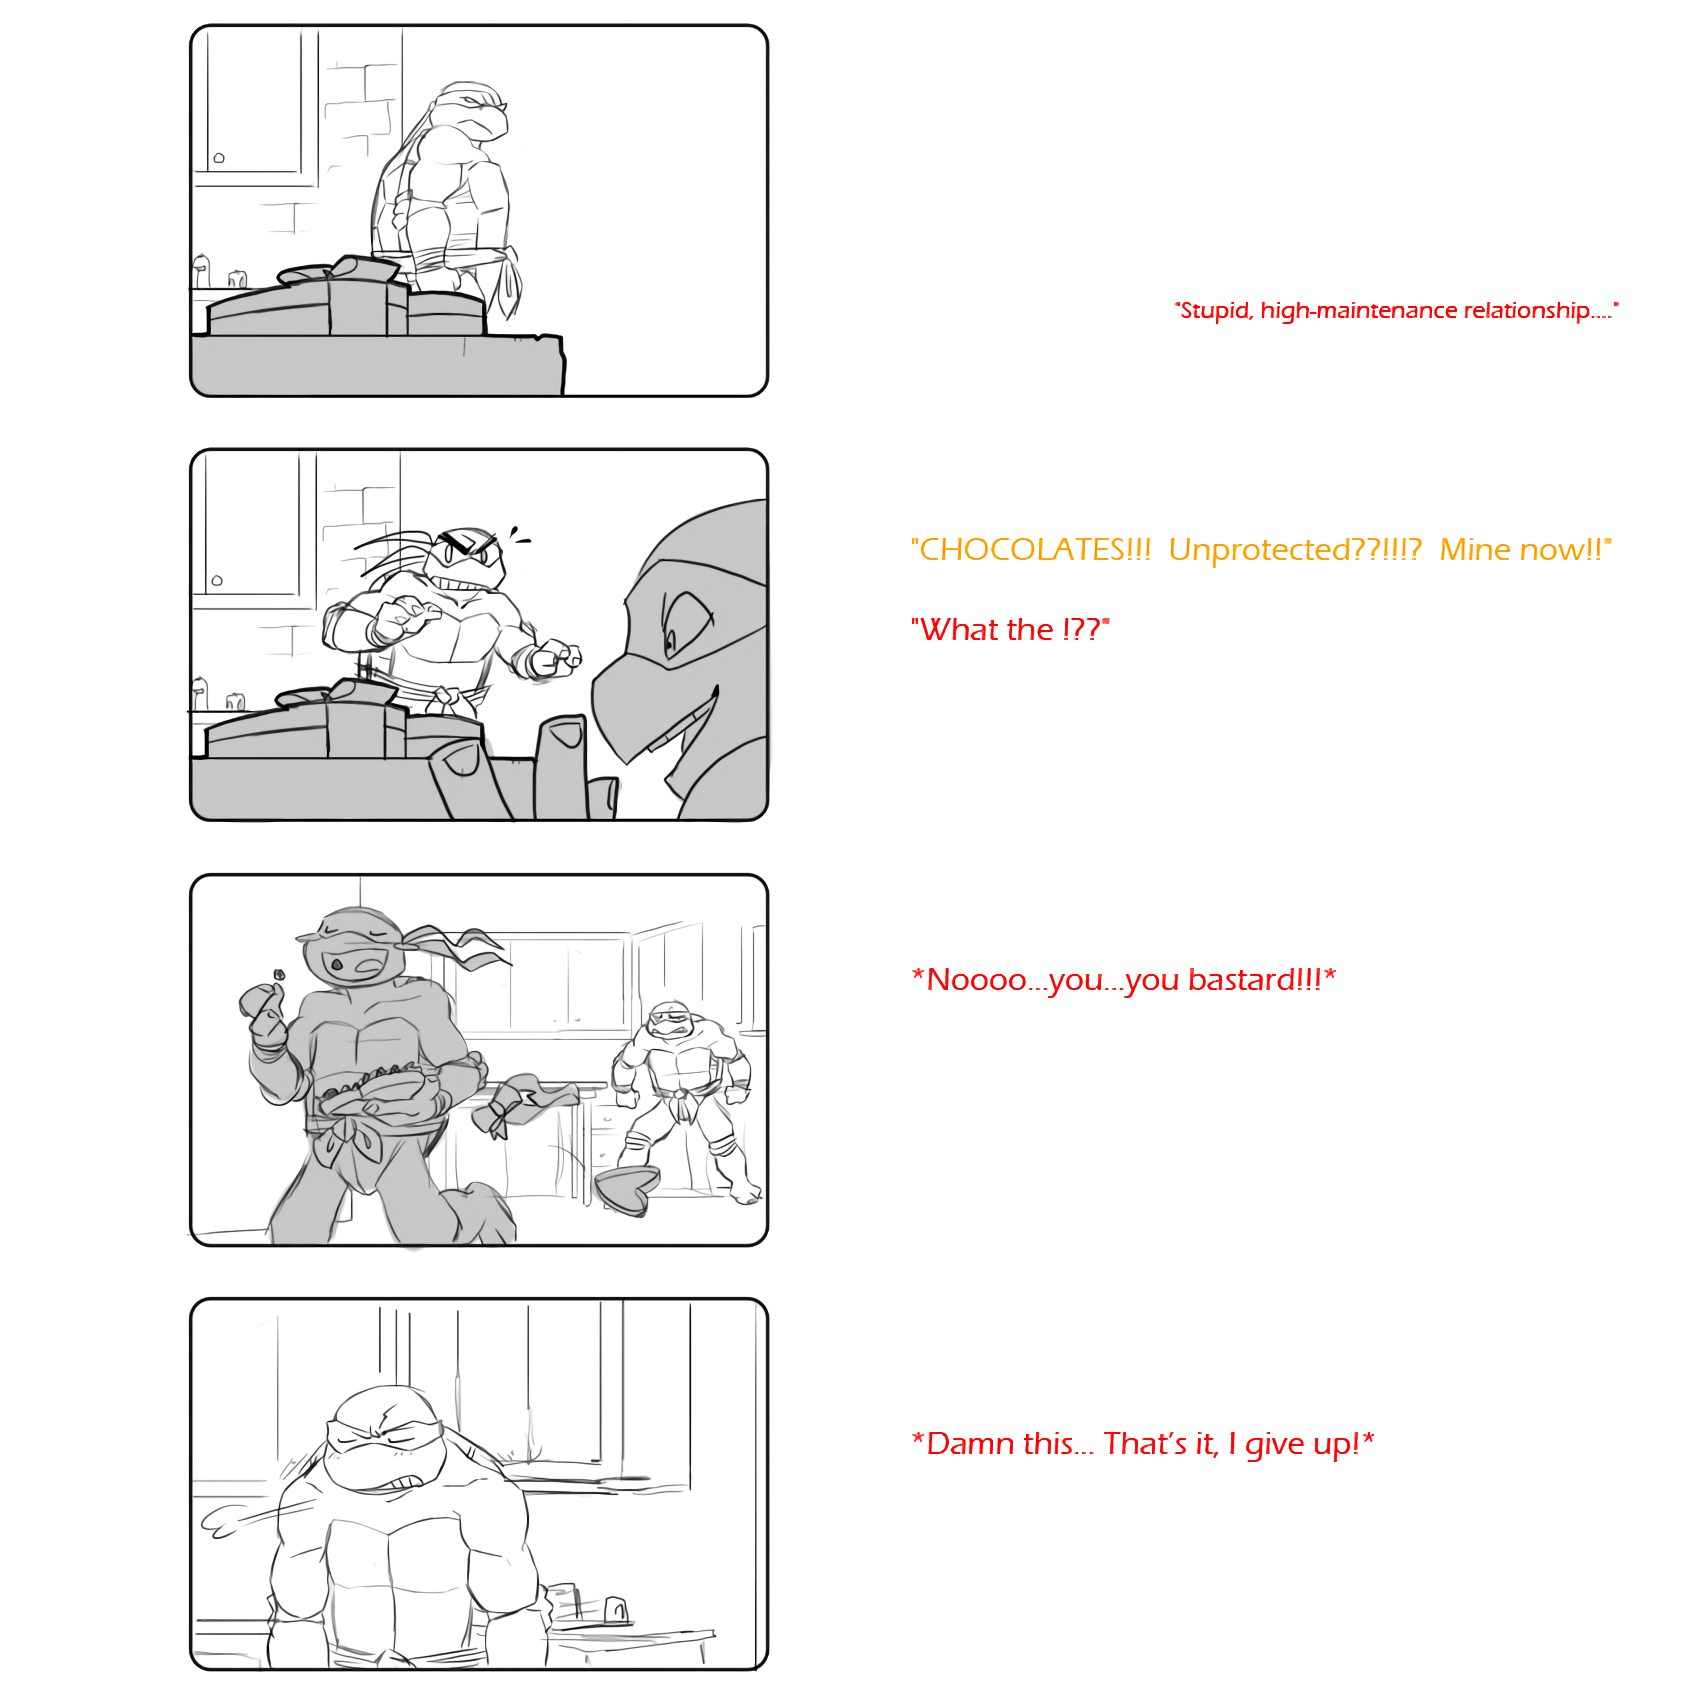 "Stupid, high-maintenance relationship...."
"CHOCOLATES!!!  Unprotected??!!!?  Mine now!!"
"What the !??"
*Noooo...you...you bastard!!!*
*Damn this... That's it, I give up!*